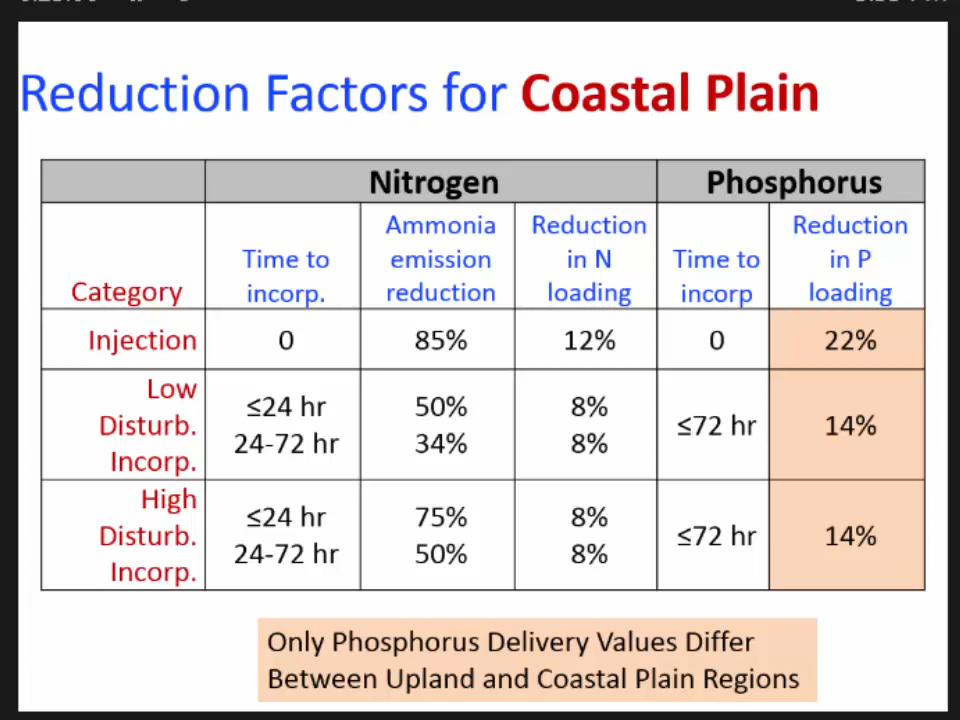 Reduction Factors for Coastal Plain
Nitrogen Phosphorus
Category
Time to
incorp.
Ammonia
emission
reduction
Reduction
in N
loading
Time to
incorp
Reduction
in P
loading
Injection 0 85% 12% 0 22%
Low
Disturb.
Incorp.
≤24 hr 50% 8%
24-72 hr 34% 8%
≤72 hr 14%
High
Disturb.
Incorp.
≤24 hr 75% 8%
24-72 hr 50% 8%
≤72 hr 14%
Only Phosphorus Delivery Values Differ
Between Upland and Coastal Plain Regions